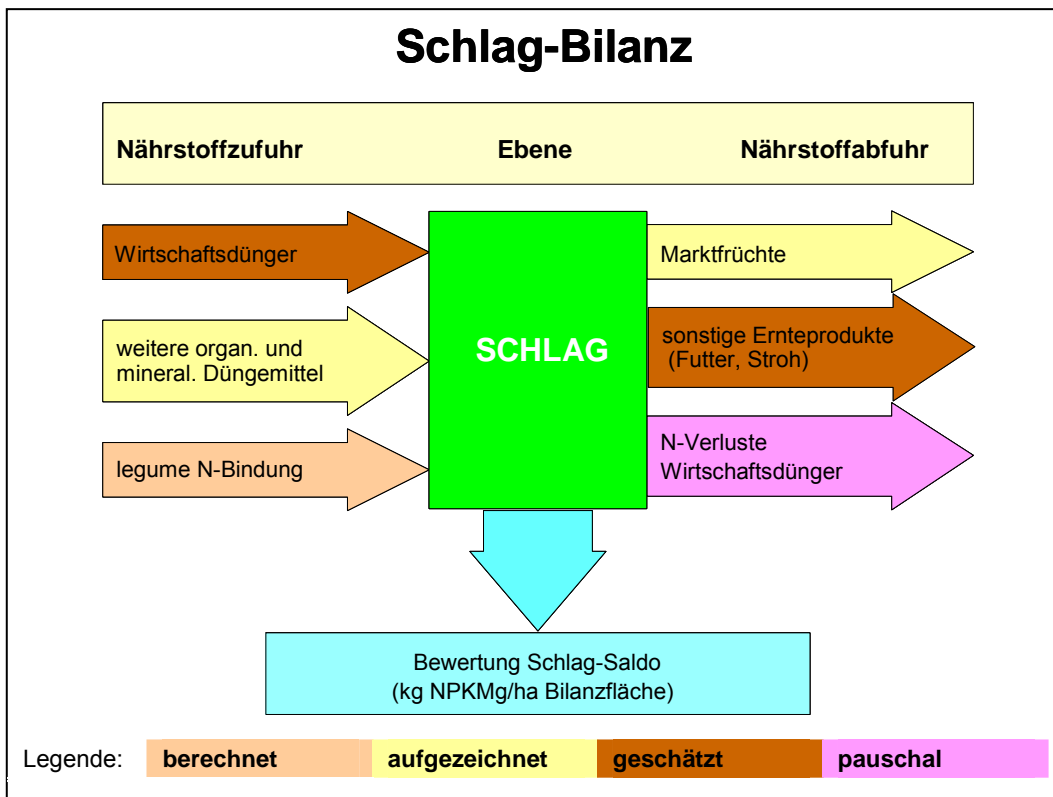 Schlag-Bilanz
Nährstoffzufuhr Ebene Nährstoffabfuhr
Wirtschaftsdünger
weitere organ. und
mineral. Düngemittel
legume N-Bindung
SCHLAG
Marktfrüchte
sonstige Ernteprodukte
(Futter, Stroh)
N-Verluste
Wirtschaftsdünger
Bewertung Schlag-Saldo
(kg NPKMg/ha Bilanzfläche)
Legende: berechnet aufgezeichnet geschätzt pauschal